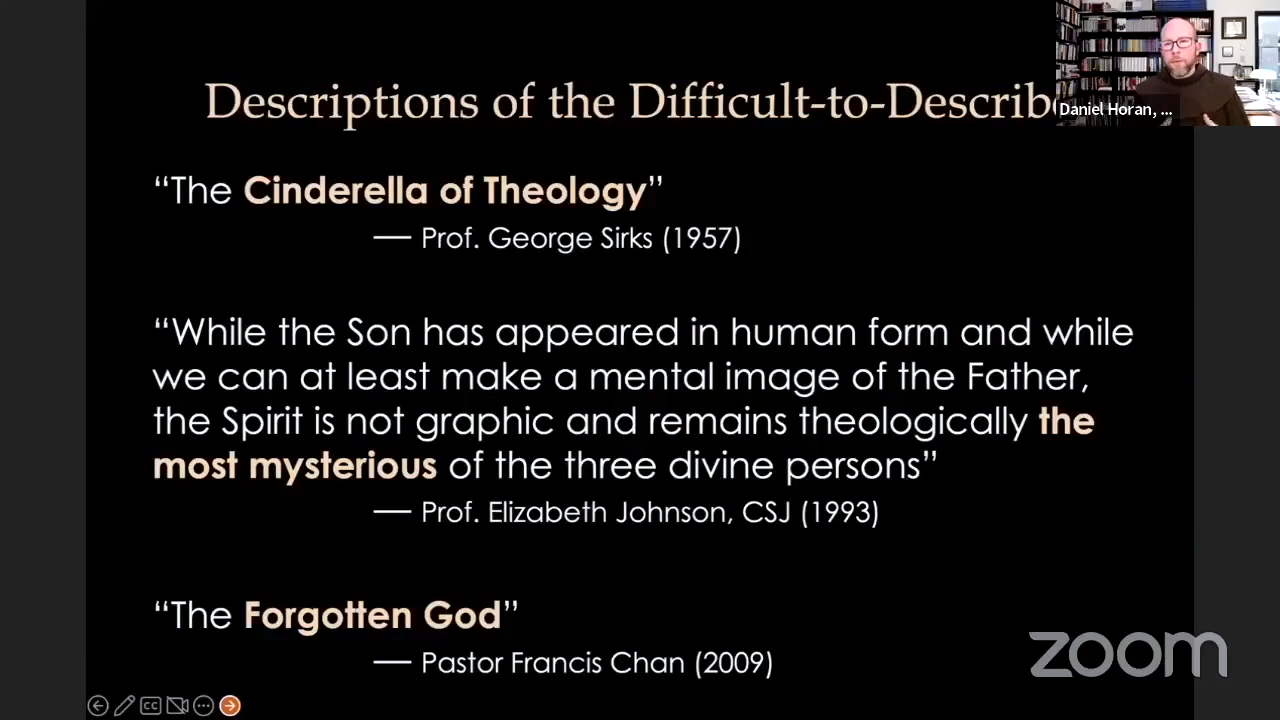 Descriptions of the Difficult-to-Describe
Daniel Horan, ...
“The Cinderella of Theology”
— Prof. George Sirks (1957)
“While the Son has appeared in human form and while
we can at least make a mental image of the Father,
the Spirit is not graphic and remains theologically the
most mysterious of the three divine persons”
— Prof. Elizabeth Johnson, CSJ (1993)
“The Forgotten God”
— Pastor Francis Chan (2009)
zoom
CC